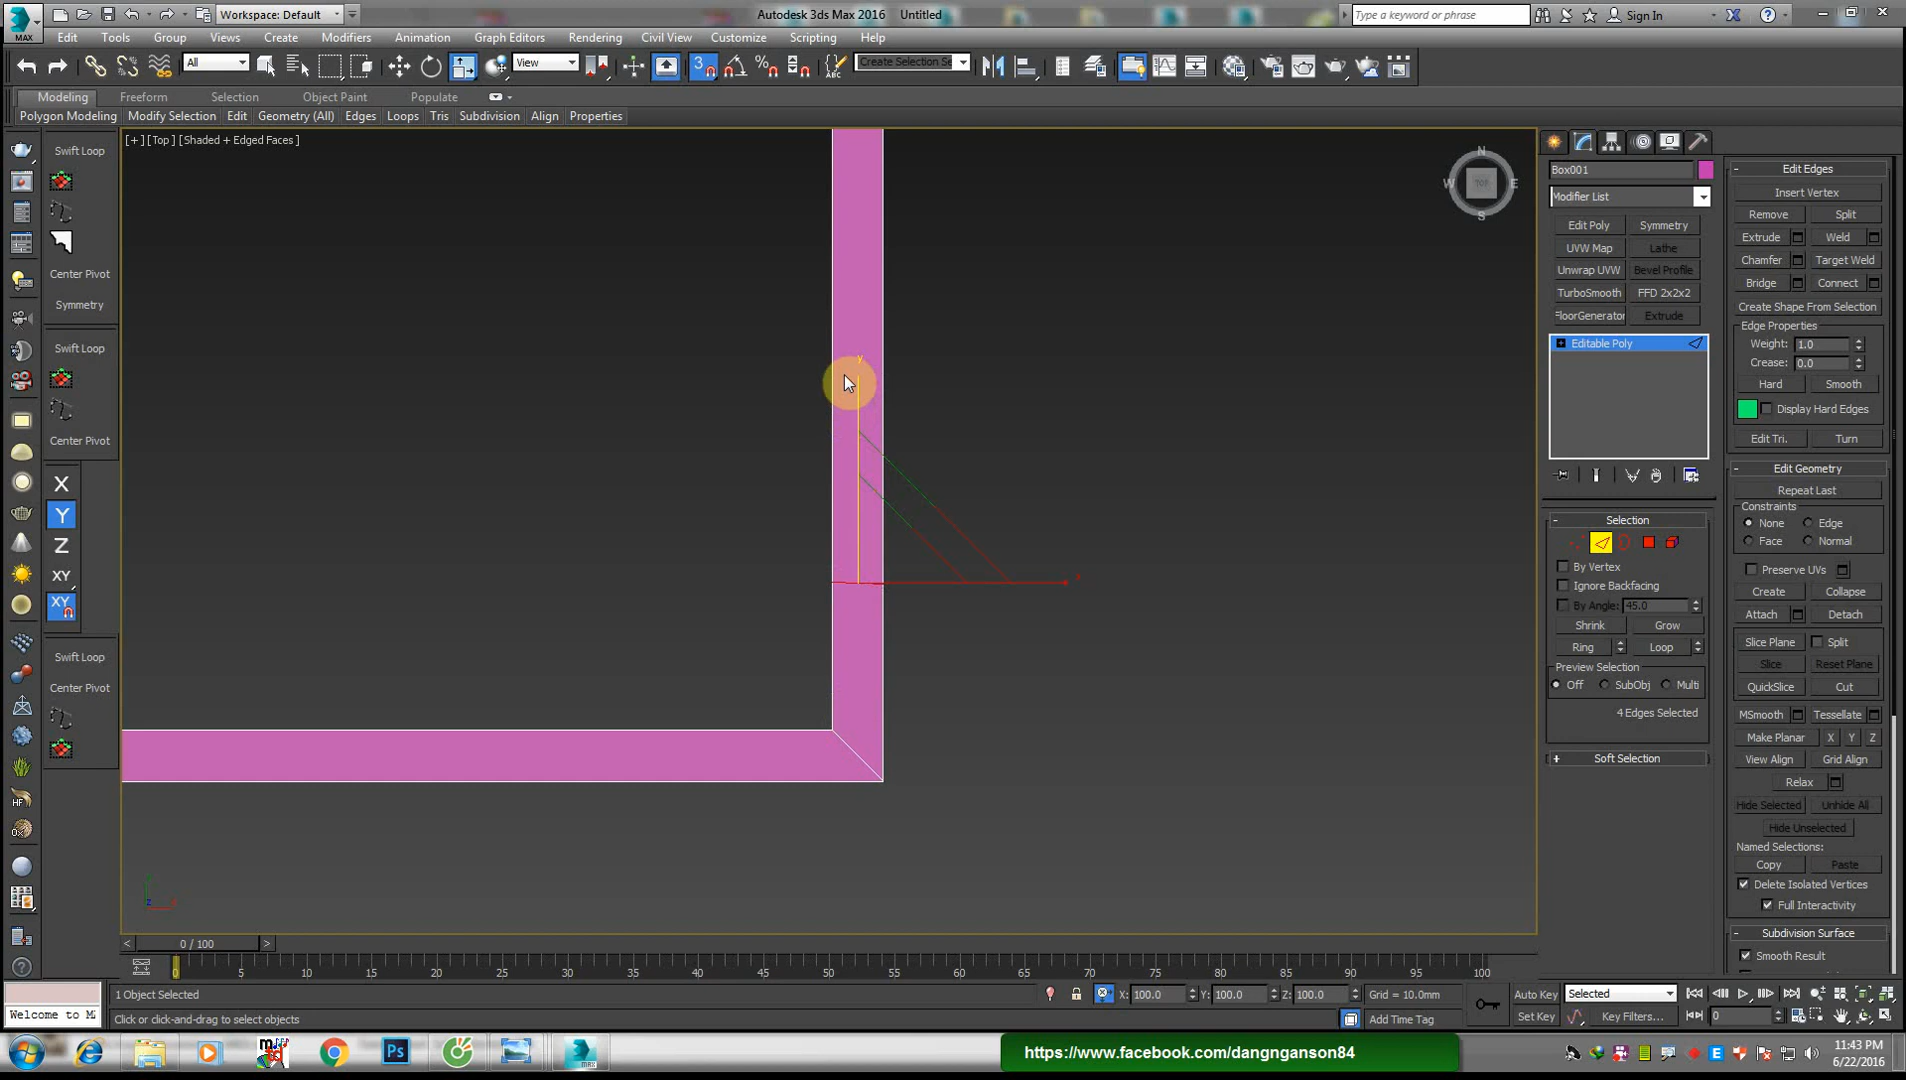 MAX
Workspace: Default
Autodesk 3ds Max 2016 Untitled
Type a keyword or phrase
Sign In
Edit Tools Group Views Create Modifiers Animation Graph Editors Rendering Civil View Customize Scripting Help
All
View
3
ABC
Create Selection Se
Modeling Freeform Selection Object Paint Populate
Polygon Modeling Modify Selection Edit Geometry (All) Edges Loops Tris Subdivision Align Properties
[+] [Top] [Shaded + Edged Faces ]
Swift Loop
Center Pivot
Symmetry
Swift Loop
Center Pivot
X
Y
Z
XY
XY
Swift Loop
Center Pivot
HF
Ox
N
W TOP E
S
y
x
z
Box001
Modifier List
Edit Poly Symmetry
UVW Map Lathe
Unwrap UVW Bevel Profile
TurboSmooth FFD 2x2x2
FloorGenerator Extrude
Editable Poly
Selection
By Vertex
Ignore Backfacing
By Angle: 45.0
Shrink Grow
Ring Loop
Preview Selection
Off SubObj Multi
4 Edges Selected
Soft Selection
Edit Edges
Insert Vertex
Remove Split
Extrude Weld
Chamfer Target Weld
Bridge Connect
Create Shape From Selection
Edge Properties
Weight: 1.0
Crease: 0.0
Hard Smooth
Display Hard Edges
Edit Tri. Turn
Edit Geometry
Repeat Last
Constraints
None Edge
Face Normal
Preserve UVs
Create Collapse
Attach Detach
Slice Plane Split
Slice Reset Plane
QuickSlice Cut
MSmooth Tessellate
Make Planar X Y Z
View Align Grid Align
Relax
Hide Selected Unhide All
Hide Unselected
Named Selections:
Copy Paste
Delete Isolated Vertices
Full Interactivity
Subdivision Surface
Smooth Result
< 0 / 100 >
0 5 10 15 20 25 30 35 40 45 50 55 60 65 70 75 80 85 90 95 100
1 Object Selected
X: 100.0 Y: 100.0 Z: 100.0 Grid = 10.0mm
Auto Key Selected
Welcome to M
Click or click-and-drag to select objects
Add Time Tag
Set Key Key Filters... 0
Ps
MAX
https://www.facebook.com/dangnganson84
E
11:43 PM
6/22/2016